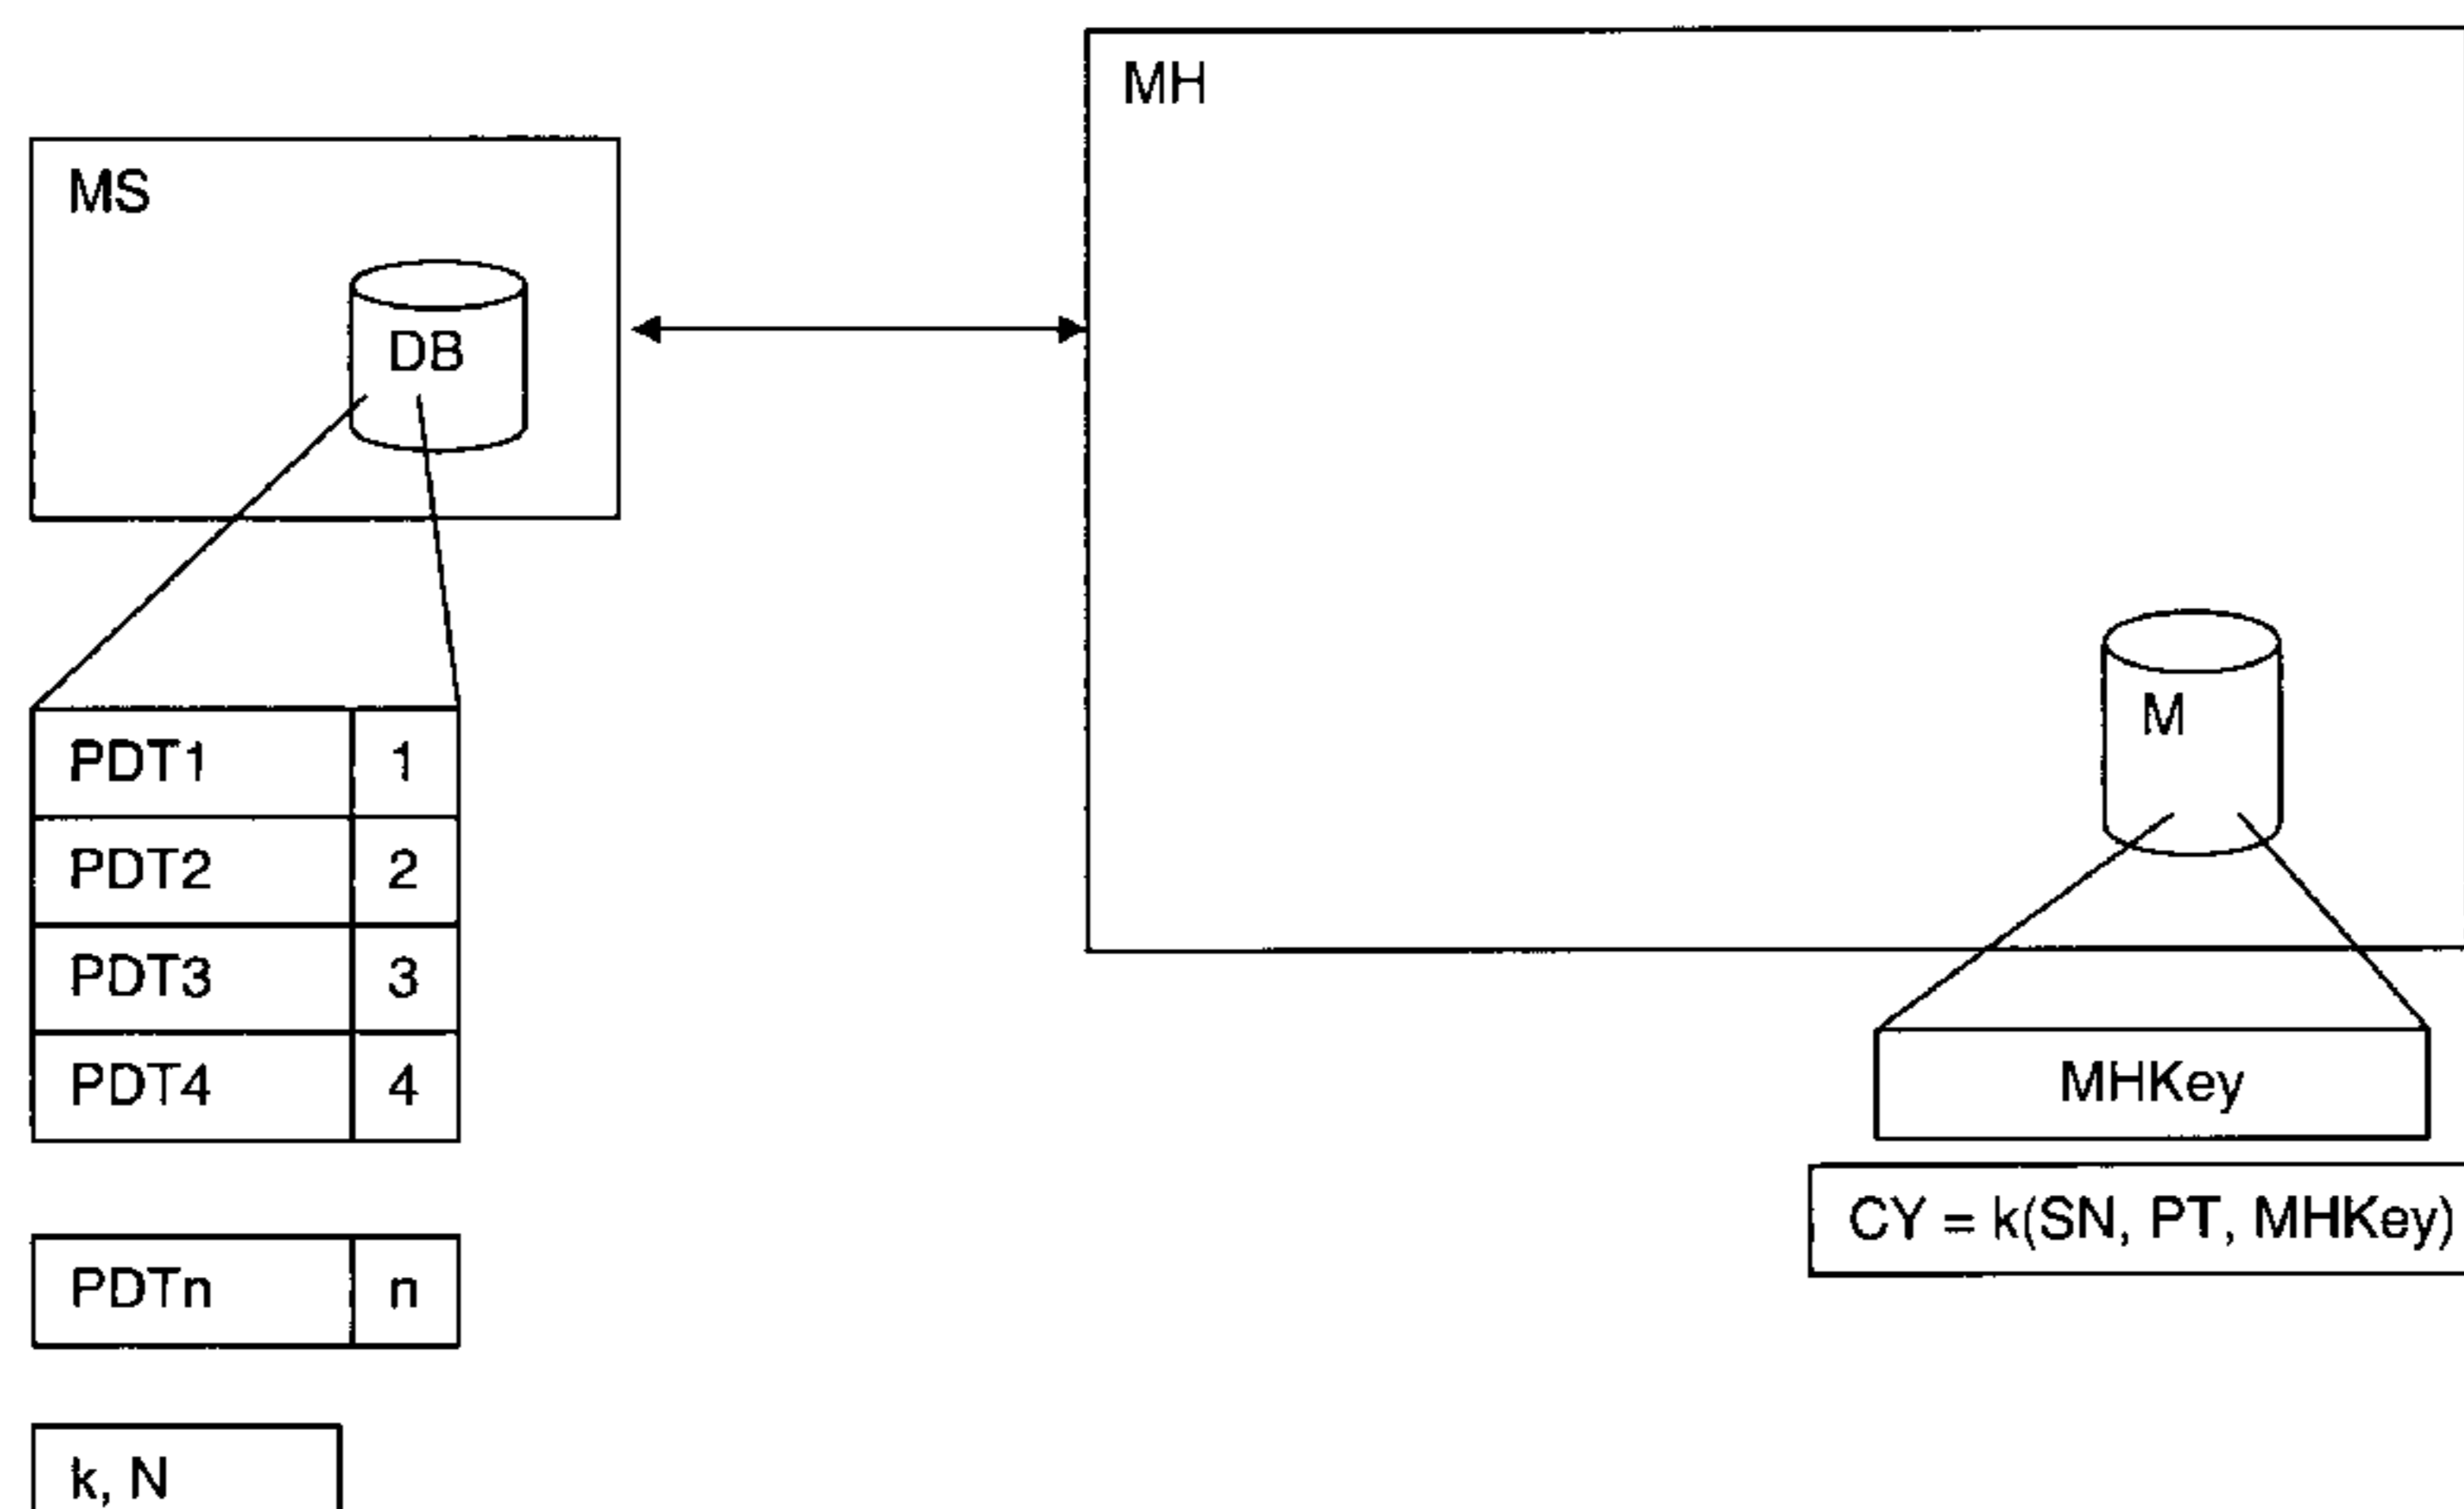 MH
MS
DB
M
PDT1 1
PDT2 2
PDT3 3
PDT4 4
MHKey
CY = k(SN, PT, MHKey)
PDTn n
k, N